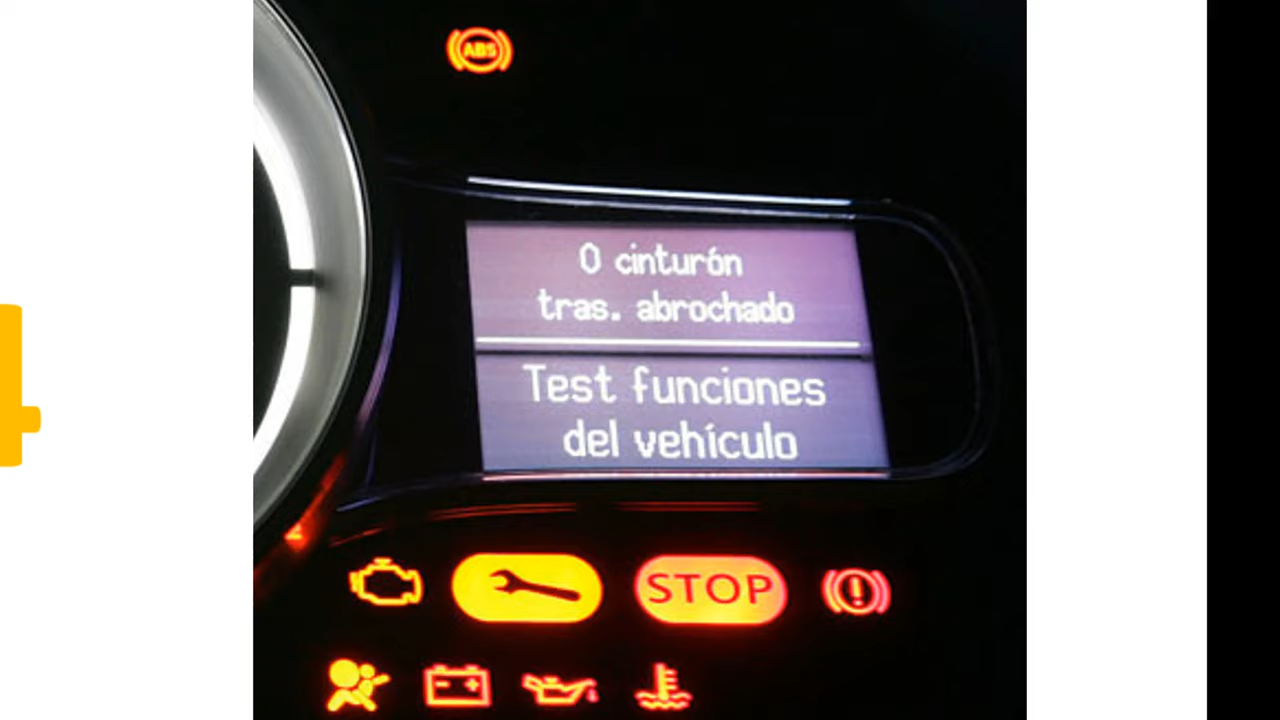 ABS
0 cinturón
tras. abrochado
Test funciones
del vehículo
STOP